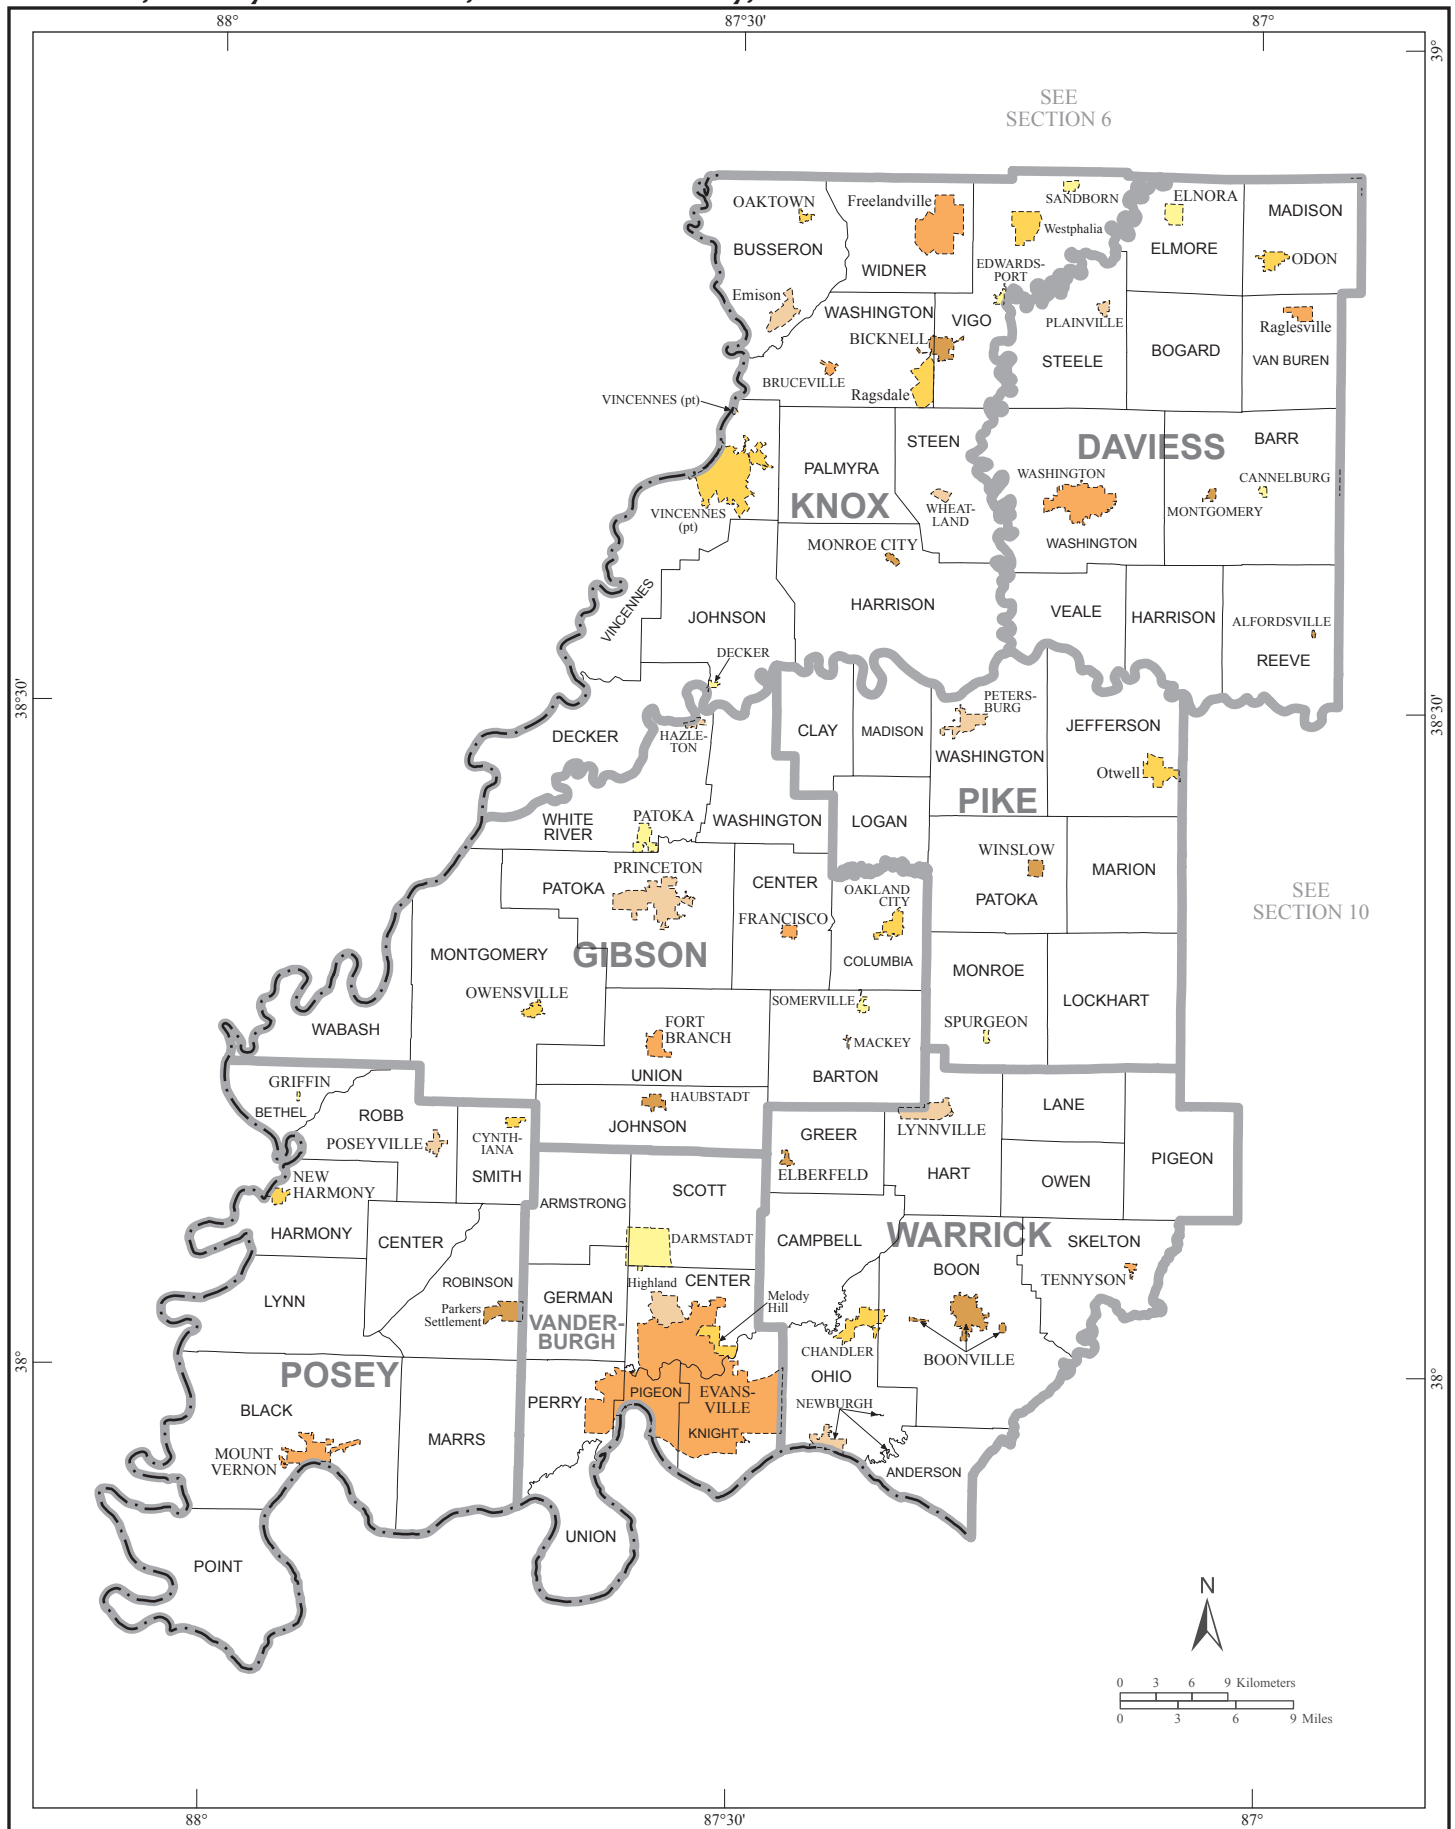 88°
87°30'
87°
39°
SEE
SECTION 6
OAKTOWN
Freelandville
SANDBORN
ELNORA
MADISON
BUSSERON
Westphalia
ELMORE
WIDNER
EDWARDS-
PORT
ODON
Emison
WASHINGTON
VIGO
PLAINVILLE
Raglesville
BICKNELL
STEELE
BOGARD
VAN BUREN
BRUCEVILLE
Ragsdale
VINCENNES (pt)
STEEN
DAVIESS
BARR
PALMYRA
WASHINGTON
CANNELBURG
KNOX
VINCENNES
(pt)
WHEAT-
LAND
MONTGOMERY
MONROE CITY
WASHINGTON
VINCENNES
JOHNSON
HARRISON
VEALE
HARRISON
ALFORDSVILLE
REEVE
DECKER
38°30'
38°30'
DECKER
HAZLE-
TON
CLAY
MADISON
PETERS-
BURG
JEFFERSON
WASHINGTON
Otwell
PIKE
WHITE
RIVER
PATOKA
WASHINGTON
LOGAN
PRINCETON
WINSLOW
PATOKA
CENTER
OAKLAND
CITY
PATOKA
MARION
SEE
SECTION 10
FRANCISCO
MONTGOMERY
GIBSON
COLUMBIA
MONROE
LOCKHART
OWENSVILLE
SOMERVILLE
WABASH
FORT
BRANCH
SPURGEON
MACKEY
UNION
BARTON
GRIFFIN
BETHEL
ROBB
HAUBSTADT
LANE
POSEYVILLE
CYNTH-
IANA
JOHNSON
GREER
LYNNVILLE
SMITH
ELBERFELD
HART
PIGEON
NEW
HARMONY
ARMSTRONG
SCOTT
OWEN
HARMONY
CENTER
DARMSTADT
CAMPBELL
WARRICK
SKELTON
ROBINSON
Highland
CENTER
BOON
TENNYSON
LYNN
GERMAN
Melody
Hill
Parkers
Settlement
VANDER-
BURGH
CHANDLER
BOONVILLE
38°
38°
POSEY
OHIO
PERRY
PIGEON
EVANS-
VILLE
NEWBURGH
BLACK
MARRS
KNIGHT
MOUNT
VERNON
ANDERSON
UNION
POINT
N
0 3 6 9 Kilometers
0 3 6 9 Miles
88°
87°30'
87°